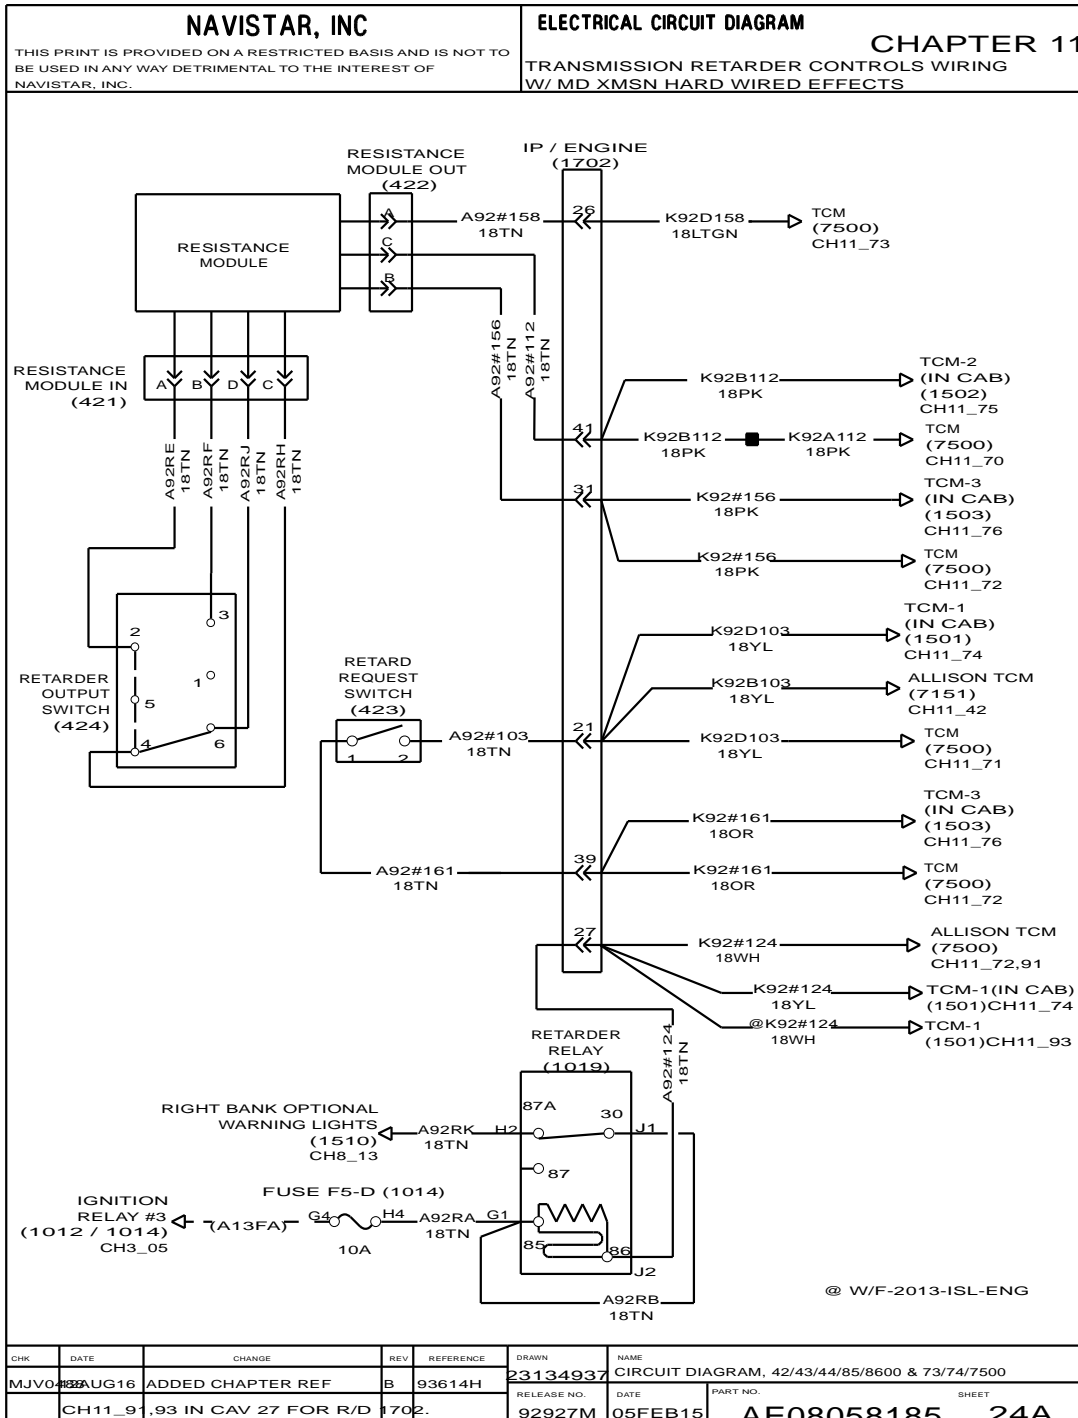 NAVISTAR, INC
THIS PRINT IS PROVIDED ON A RESTRICTED BASIS AND IS NOT TO
BE USED IN ANY WAY DETRIMENTAL TO THE INTEREST OF
NAVISTAR, INC.
ELECTRICAL CIRCUIT DIAGRAM
CHAPTER 11
TRANSMISSION RETARDER CONTROLS WIRING
W/ MD XMSN HARD WIRED EFFECTS
RESISTANCE
MODULE OUT
(422)
IP / ENGINE
(1702)
RESISTANCE
MODULE
A
C
B
A92#158
18TN
26
K92D158
18LTGN
TCM
(7500)
CH11_73
A92#156
18TN
A92#112
18TN
RESISTANCE
MODULE IN
(421)
A
B
D
C
A92RE
18TN
A92RF
18TN
A92RJ
18TN
A92RH
18TN
K92B112
18PK
TCM-2
(IN CAB)
(1502)
CH11_75
41
K92B112
18PK
K92A112
18PK
TCM
(7500)
CH11_70
31
K92#156
18PK
TCM-3
(IN CAB)
(1503)
CH11_76
K92#156
18PK
TCM
(7500)
CH11_72
RETARDER
OUTPUT
SWITCH
(424)
2
3
1
5
4
6
RETARD
REQUEST
SWITCH
(423)
1
2
A92#103
18TN
21
K92D103
18YL
TCM-1
(IN CAB)
(1501)
CH11_74
K92B103
18YL
ALLISON TCM
(7151)
CH11_42
K92D103
18YL
TCM
(7500)
CH11_71
K92#161
18OR
TCM-3
(IN CAB)
(1503)
CH11_76
A92#161
18TN
39
K92#161
18OR
TCM
(7500)
CH11_72
27
K92#124
18WH
ALLISON TCM
(7500)
CH11_72,91
K92#124
18YL
TCM-1(IN CAB)
(1501)CH11_74
@K92#124
18WH
TCM-1
(1501)CH11_93
A92#124
18TN
RETARDER
RELAY
(1019)
87A
30
J1
H2
87
RIGHT BANK OPTIONAL
WARNING LIGHTS
(1510)
CH8_13
A92RK
18TN
IGNITION
RELAY #3
(1012 / 1014)
CH3_05
(A13FA)
FUSE F5-D (1014)
G4
H4
10A
A92RA
18TN
G1
85
86
J2
A92RB
18TN
@ W/F-2013-ISL-ENG
CHK DATE CHANGE REV REFERENCE
MJV0486 12AUG16 ADDED CHAPTER REF B 93614H
CH11_91,93 IN CAV 27 FOR R/D 1702.
DRAWN
23134937
NAME
CIRCUIT DIAGRAM, 42/43/44/85/8600 & 73/74/7500
RELEASE NO.
92927M
DATE
05FEB15
PART NO.
AE08058185
SHEET
24A